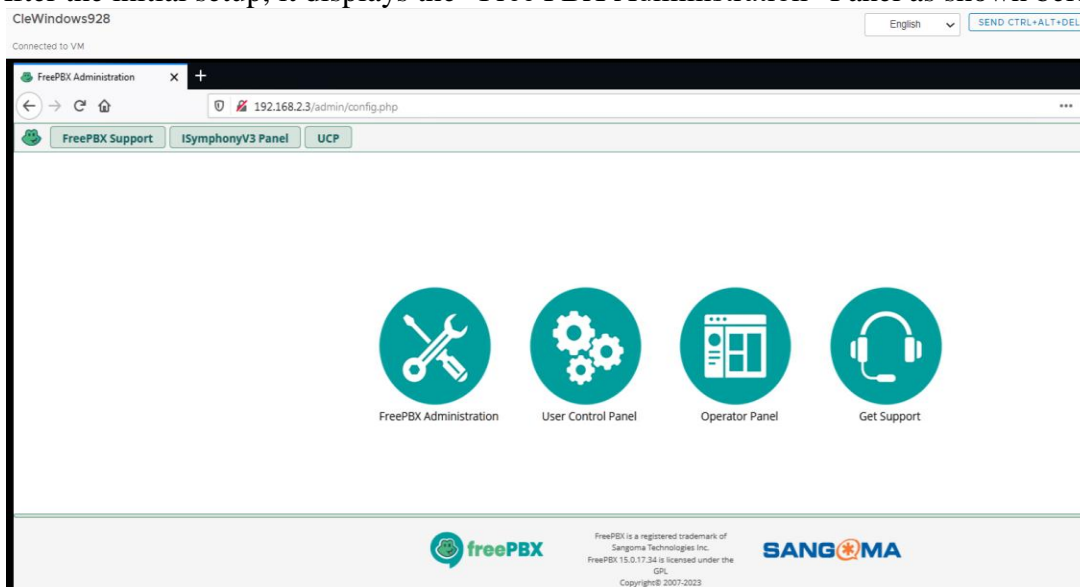 CleWindows928
English
SEND CTRL+ALT+DEL
Connected to VM
FreePBX Administration
192.168.2.3/admin/config.php
FreePBX Support
ISymphonyV3 Panel
UCP
FreePBX Administration
User Control Panel
Operator Panel
Get Support
freePBX
FreePBX is a registered trademark of
Sangoma Technologies Inc.
FreePBX 15.0.17.34 is licensed under the
GPL
Copyright© 2007-2023
SANGOMA